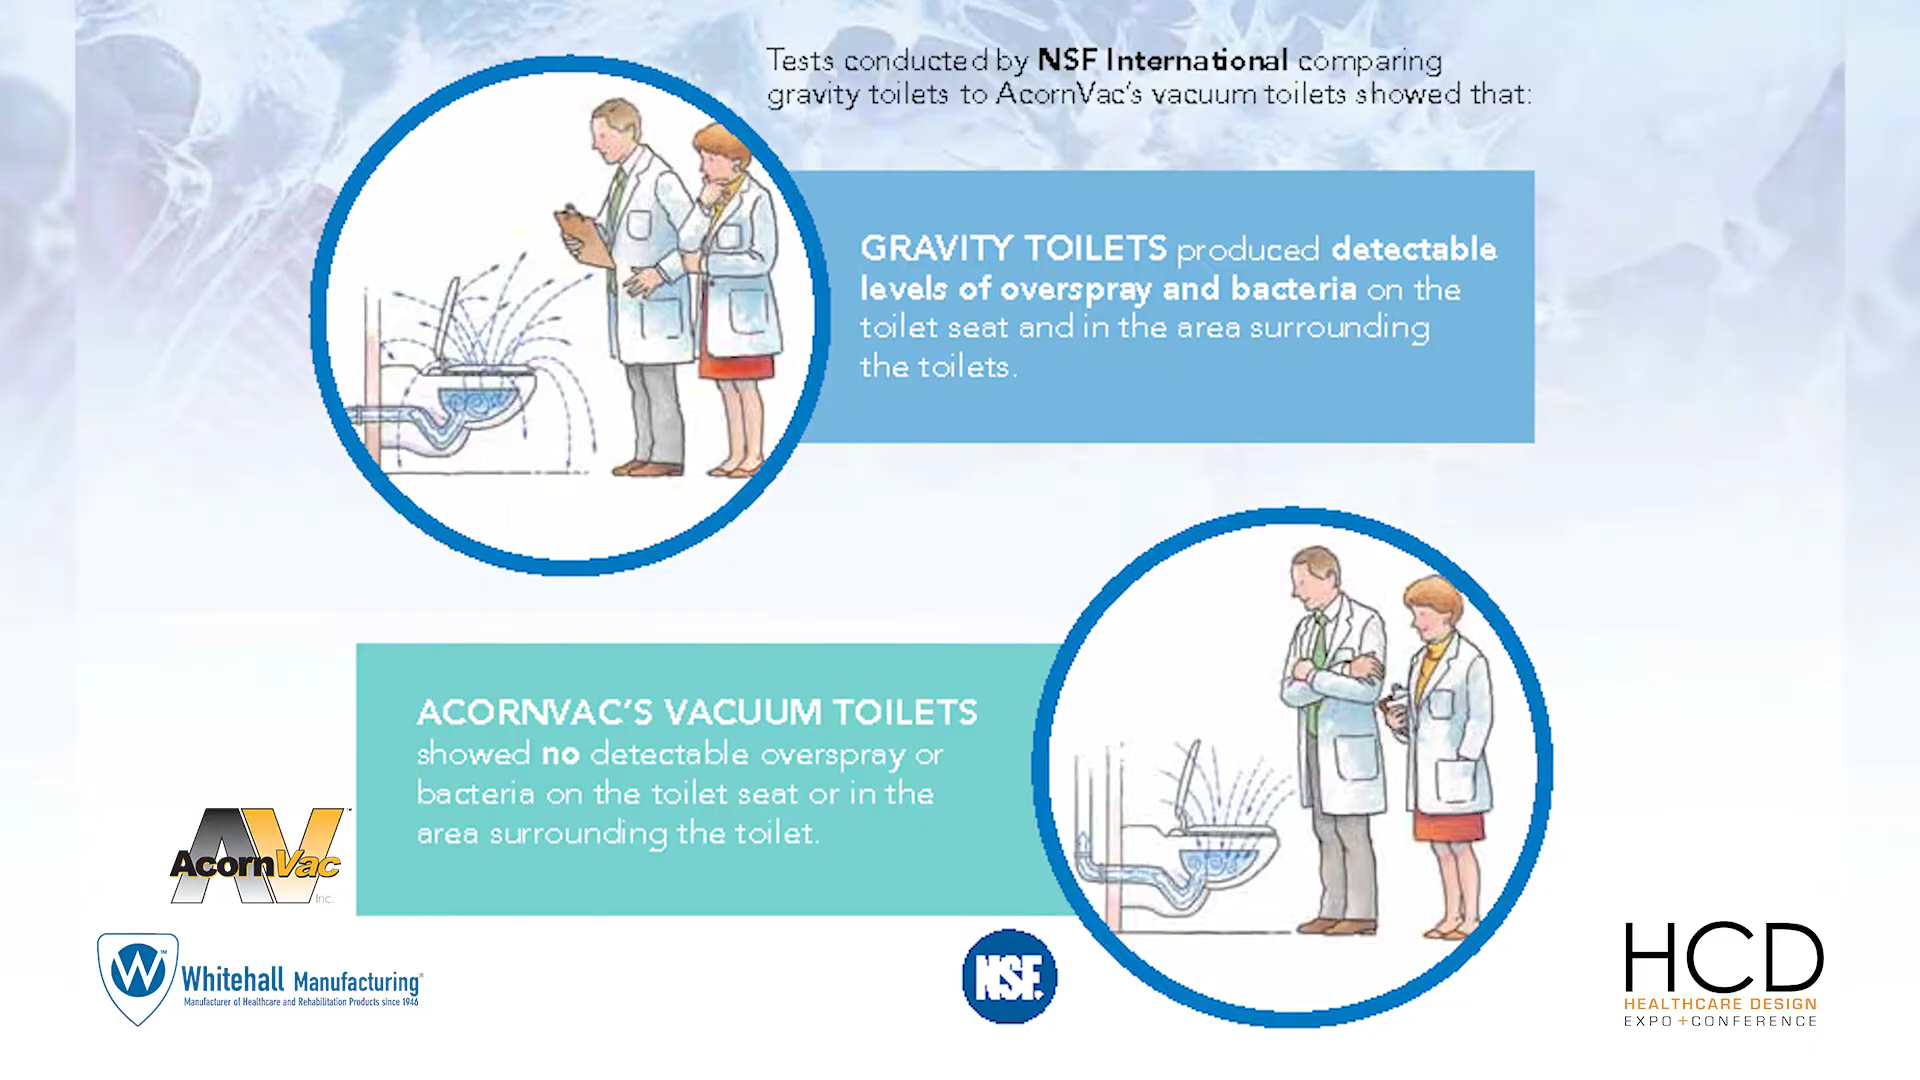 Tests conducted by NSF International comparing
gravity toilets to AcornVac's vacuum toilets showed that:
GRAVITY TOILETS produced detectable
levels of overspray and bacteria on the
toilet seat and in the area surrounding
the toilets.
ACORNVAC'S VACUUM TOILETS
showed no detectable overspray or
bacteria on the toilet seat or in the
area surrounding the toilet.
AV™
AcornVac
Inc.
W™
Whitehall Manufacturing®
Manufacturer of Healthcare and Rehabilitation Products since 1946
NSF.
HCD
HEALTHCARE DESIGN
EXPO+CONFERENCE